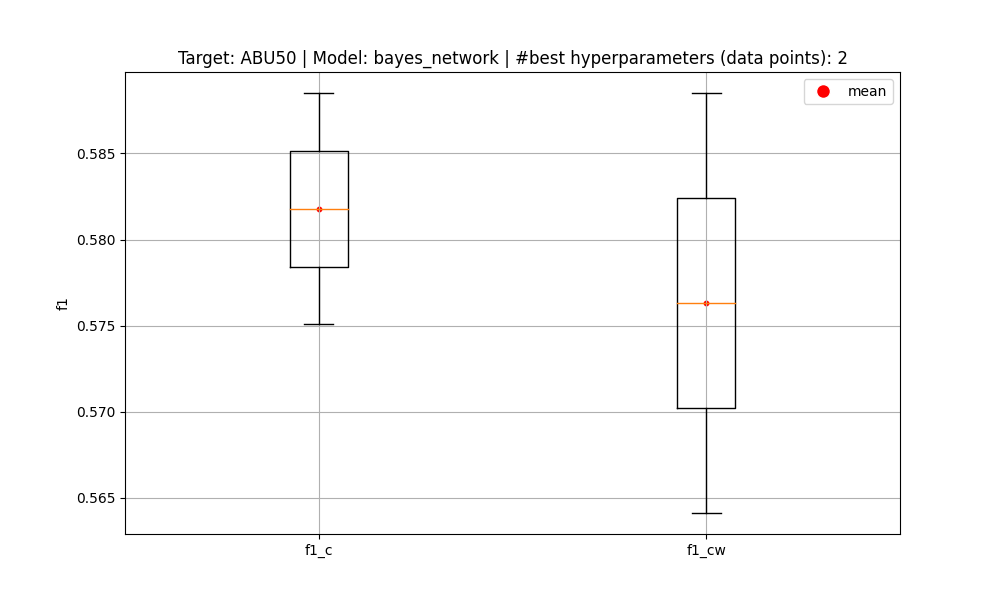 Target: ABU50 | Model: bayes_network | #best hyperparameters (data points): 2
mean
0.585
0.580
0.575
0.570
0.565
f1
f1_c
f1_cw